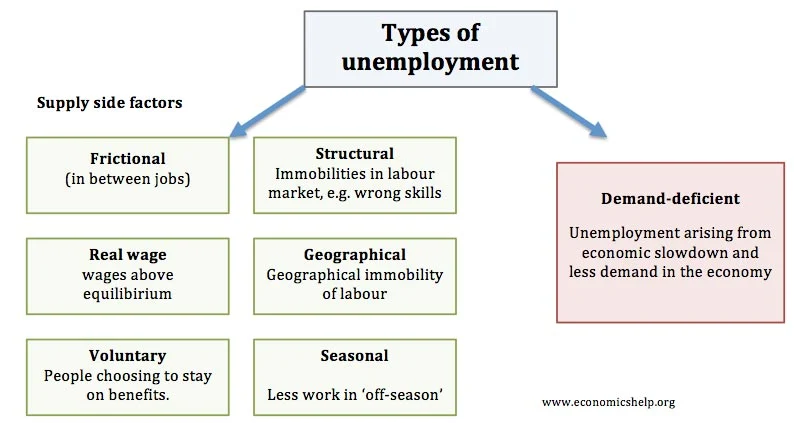 Types of
unemployment
Supply side factors
Frictional
(in between jobs)
Structural
Immobilities in labour
market, e.g. wrong skills
Demand-deficient
Unemployment arising from
economic slowdown and
less demand in the economy
Real wage
wages above
equilibirium
Geographical
Geographical immobility
of labour
Voluntary
People choosing to stay
on benefits.
Seasonal
Less work in ‘off-season’
www.economicshelp.org